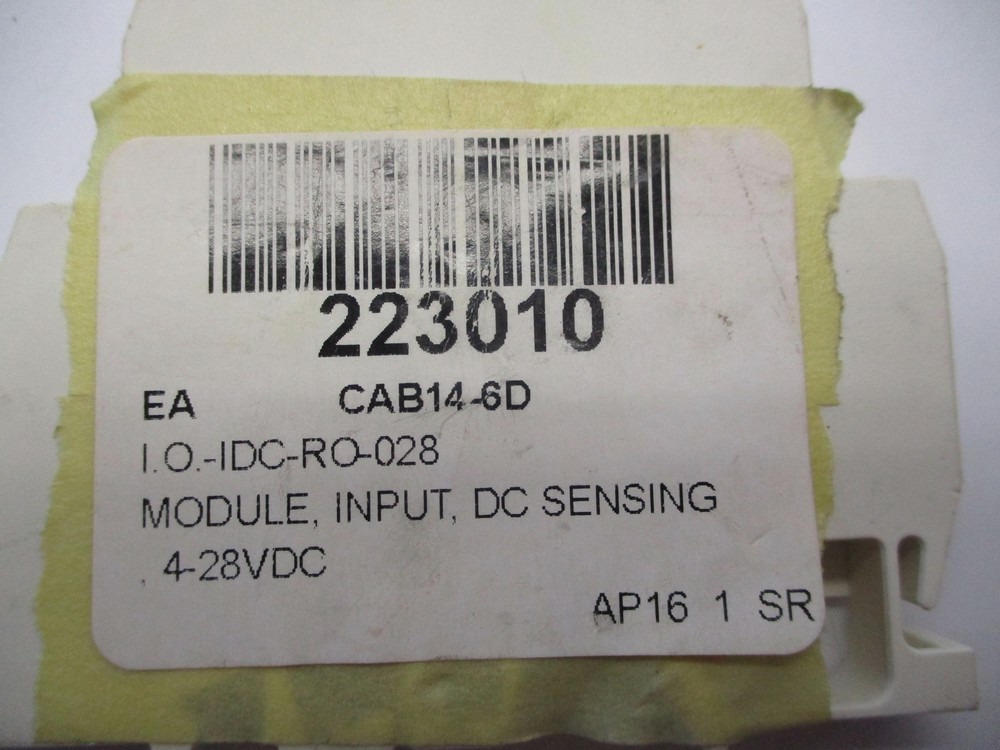 223010
EA CAB14-6D
I.O.-IDC-RO-028
MODULE, INPUT, DC SENSING
, 4-28VDC
AP16 1 SR